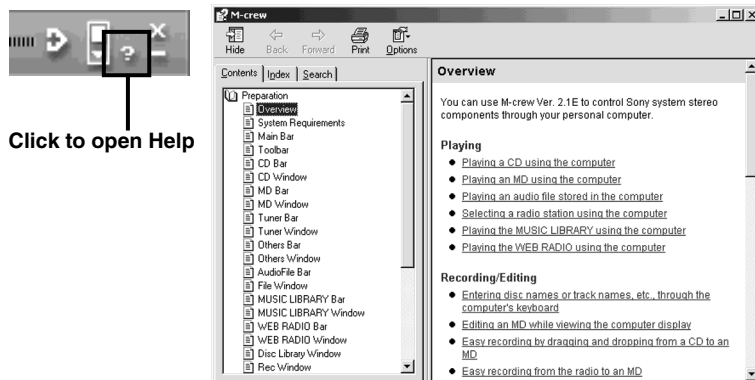 ?
Click to open Help
M-crew
Hide Back Forward Print Options
Contents Index Search
Preparation
Overview
System Requirements
Main Bar
Toolbar
CD Bar
CD Window
MD Bar
MD Window
Tuner Bar
Tuner Window
Others Bar
Others Window
AudioFile Bar
File Window
MUSIC LIBRARY Bar
MUSIC LIBRARY Window
WEB RADIO Bar
WEB RADIO Window
Disc Library Window
Rec Window
Overview
You can use M-crew Ver. 2.1E to control Sony system stereo
components through your personal computer.
Playing
Playing a CD using the computer
Playing an MD using the computer
Playing an audio file stored in the computer
Selecting a radio station using the computer
Playing the MUSIC LIBRARY using the computer
Playing the WEB RADIO using the computer
Recording/Editing
Entering disc names or track names, etc., through the
computer's keyboard
Editing an MD while viewing the computer display
Easy recording by dragging and dropping from a CD to an
MD
Easy recording from the radio to an MD